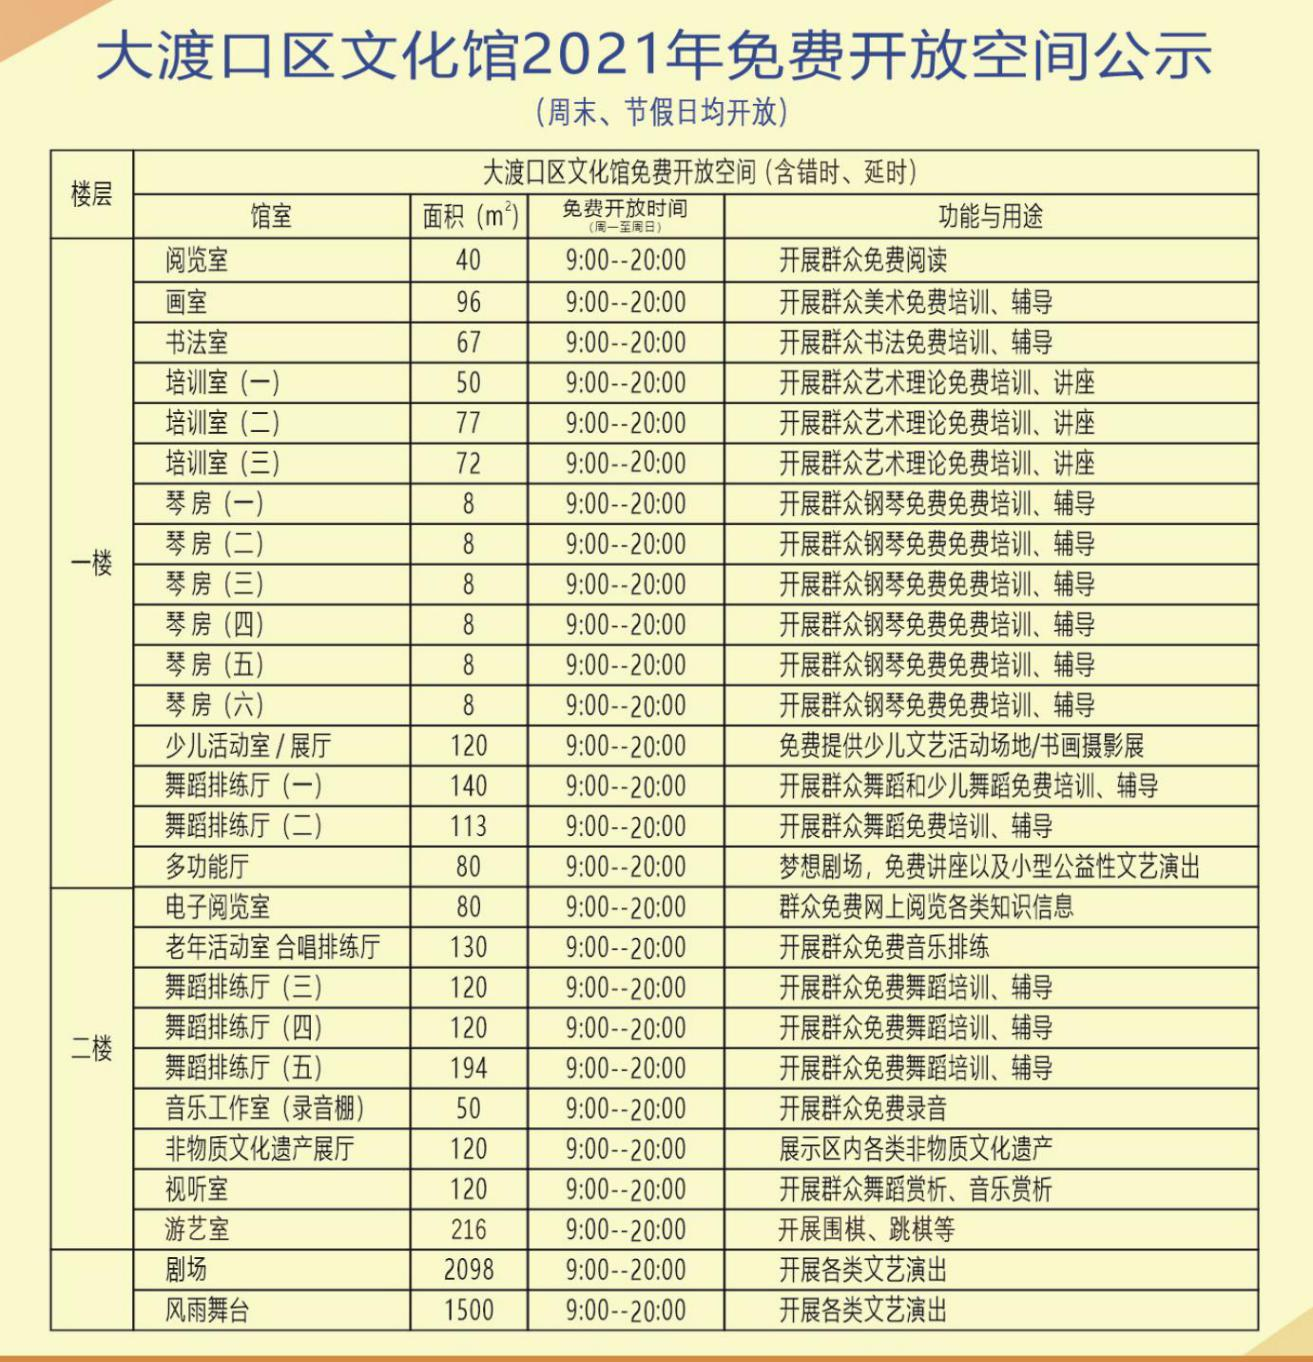 大渡口区文化馆2021年免费开放空间公示
(周末、节假日均开放)
楼层 大渡口区文化馆免费开放空间(含错时、延时)
馆室 面积(m²) 免费开放时间 功能与用途
(周一至周日)
一楼
阅览室 40 9:00--20:00 开展群众免费阅读
画室 96 9:00--20:00 开展群众美术免费培训、辅导
书法室 67 9:00--20:00 开展群众书法免费培训、辅导
培训室(一) 50 9:00--20:00 开展群众艺术理论免费培训、讲座
培训室(二) 77 9:00--20:00 开展群众艺术理论免费培训、讲座
培训室(三) 72 9:00--20:00 开展群众艺术理论免费培训、讲座
琴房(一) 8 9:00--20:00 开展群众钢琴免费免费培训、辅导
琴房(二) 8 9:00--20:00 开展群众钢琴免费免费培训、辅导
琴房(三) 8 9:00--20:00 开展群众钢琴免费免费培训、辅导
琴房(四) 8 9:00--20:00 开展群众钢琴免费免费培训、辅导
琴房(五) 8 9:00--20:00 开展群众钢琴免费免费培训、辅导
琴房(六) 8 9:00--20:00 开展群众钢琴免费免费培训、辅导
少儿活动室/展厅 120 9:00--20:00 免费提供少儿文艺活动场地/书画摄影展
舞蹈排练厅(一) 140 9:00--20:00 开展群众舞蹈和少儿舞蹈免费培训、辅导
舞蹈排练厅(二) 113 9:00--20:00 开展群众舞蹈免费培训、辅导
多功能厅 80 9:00--20:00 梦想剧场，免费讲座以及小型公益性文艺演出
二楼
电子阅览室 80 9:00--20:00 群众免费网上阅览各类知识信息
老年活动室 合唱排练厅 130 9:00--20:00 开展群众免费音乐排练
舞蹈排练厅(三) 120 9:00--20:00 开展群众免费舞蹈培训、辅导
舞蹈排练厅(四) 120 9:00--20:00 开展群众免费舞蹈培训、辅导
舞蹈排练厅(五) 194 9:00--20:00 开展群众免费舞蹈培训、辅导
音乐工作室(录音棚) 50 9:00--20:00 开展群众免费录音
非物质文化遗产展厅 120 9:00--20:00 展示区内各类非物质文化遗产
视听室 120 9:00--20:00 开展群众舞蹈赏析、音乐赏析
游艺室 216 9:00--20:00 开展围棋、跳棋等
剧场 2098 9:00--20:00 开展各类文艺演出
风雨舞台 1500 9:00--20:00 开展各类文艺演出